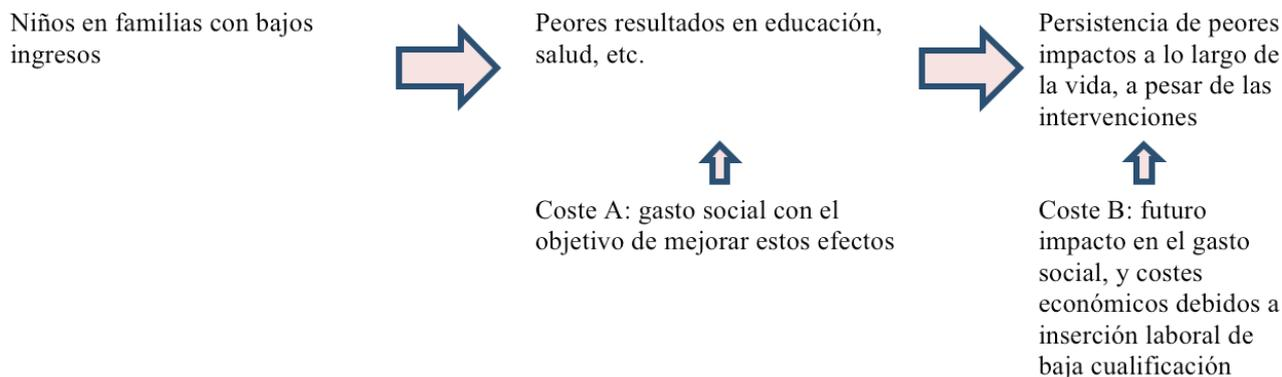 Niños en familias con bajos
ingresos
Peores resultados en educación,
salud, etc.
Persistencia de peores
impactos a lo largo de
la vida, a pesar de las
intervenciones
Coste A: gasto social con el
objetivo de mejorar estos efectos
Coste B: futuro
impacto en el gasto
social, y costes
económicos debidos a
inserción laboral de
baja cualificación